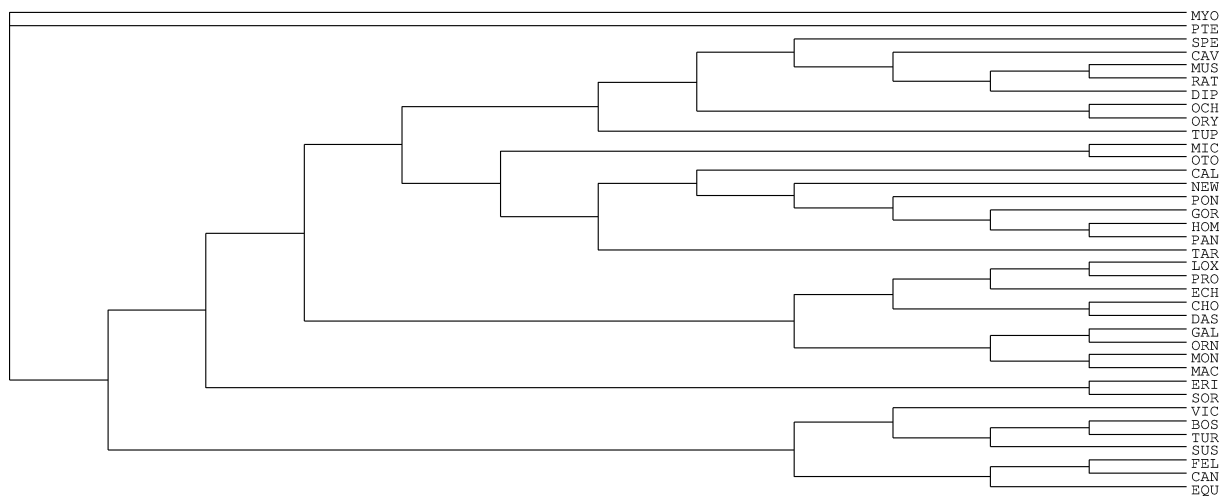 MYO
PTE
SPE
CAV
MUS
RAT
DIP
OCH
ORY
TUP
MIC
OTO
CAL
NEW
PON
GOR
HOM
PAN
TAR
LOX
PRO
ECH
CHO
DAS
GAL
ORN
MON
MAC
ERI
SOR
VIC
BOS
TUR
SUS
FEL
CAN
EQU